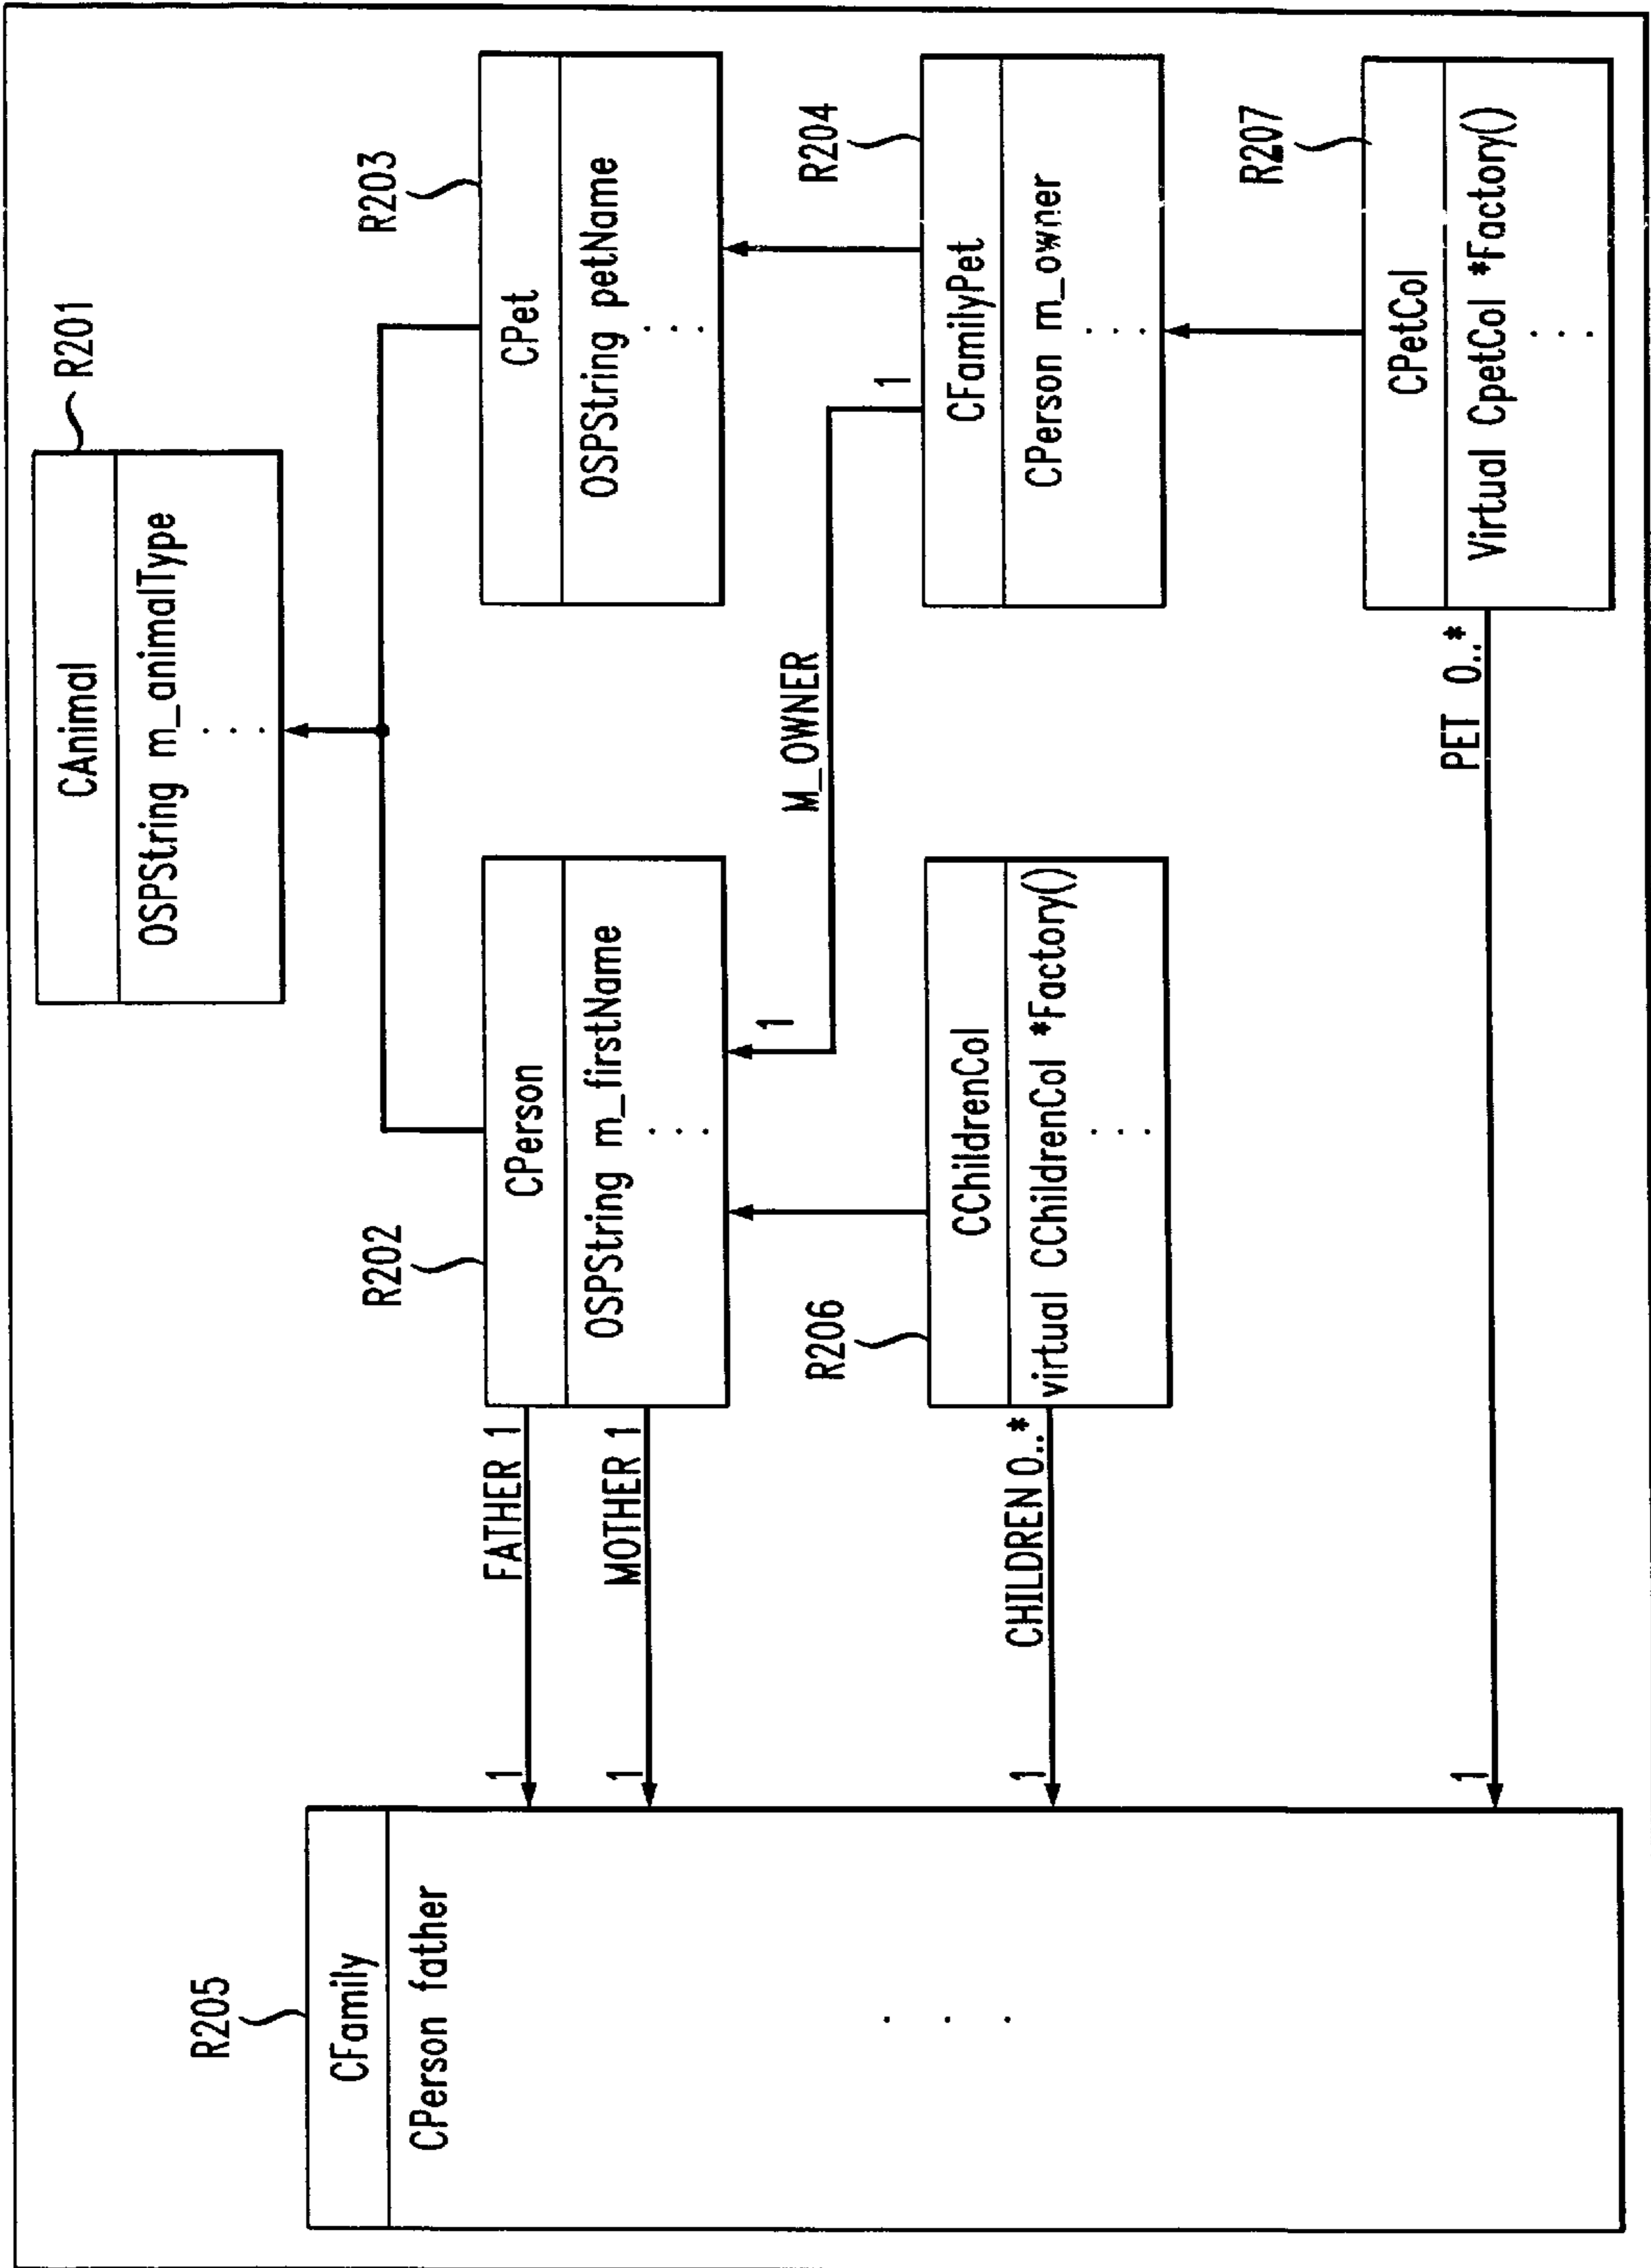 R201
CAnimal
OSPString m_animalType
. . .
R202
CPerson
OSPString m_firstName
. . .
R203
CPet
OSPString petName
. . .
R205
CFamily
CPerson father
. . .
FATHER 1
1
MOTHER 1
1
M_OWNER
1
1
R206
CChildrenCol
virtual CChildrenCol *Factory()
. . .
CHILDREN 0..*
1
R204
CFamilyPet
CPerson m_owner
. . .
R207
CPetCol
Virtual CpetCol *Factory()
. . .
PET 0..*
1